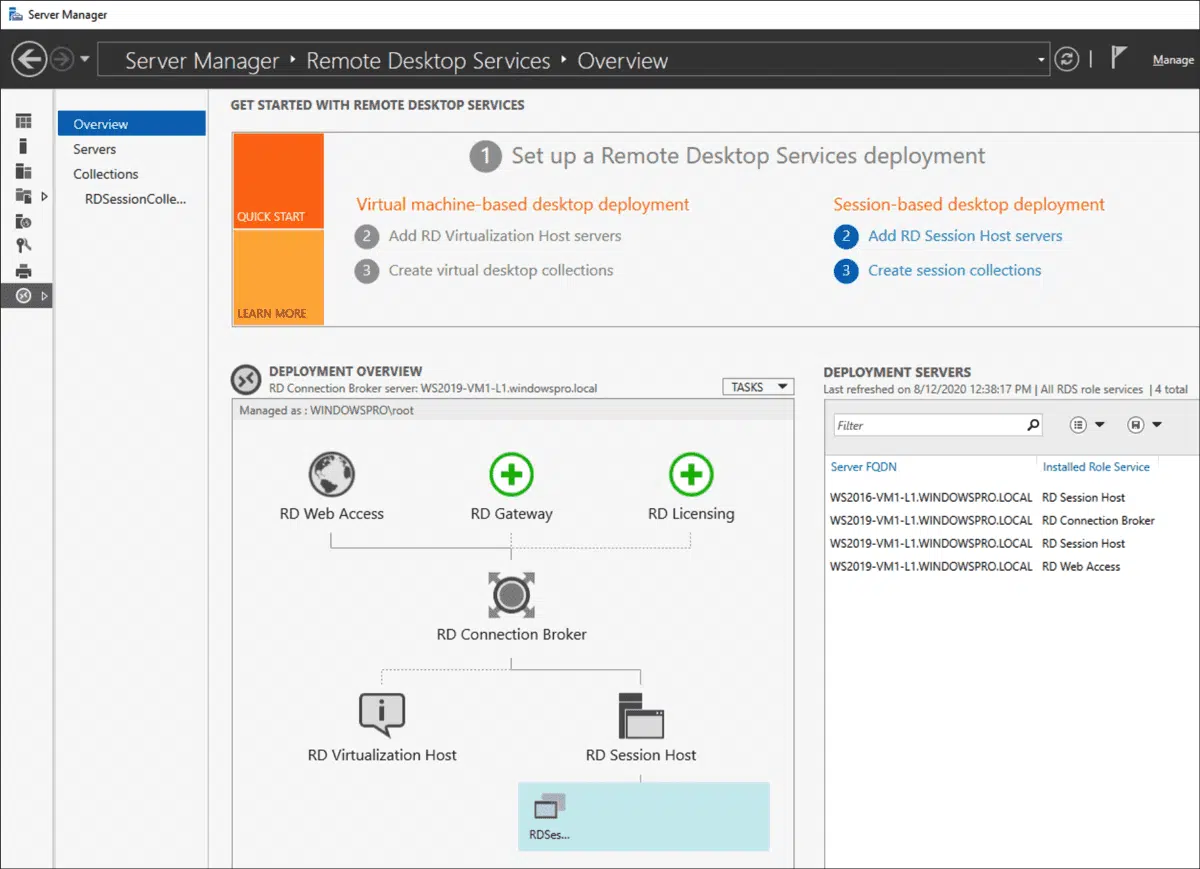 Server Manager
Server Manager ‣ Remote Desktop Services ‣ Overview
Manage
Overview
Servers
Collections
RDSessionColle...
GET STARTED WITH REMOTE DESKTOP SERVICES
QUICK START
LEARN MORE
1 Set up a Remote Desktop Services deployment
Virtual machine-based desktop deployment
2 Add RD Virtualization Host servers
3 Create virtual desktop collections
Session-based desktop deployment
2 Add RD Session Host servers
3 Create session collections
DEPLOYMENT OVERVIEW
RD Connection Broker server: WS2019-VM1-L1.windowspro.local
TASKS
Managed as : WINDOWSPRO\root
RD Web Access
RD Gateway
RD Licensing
RD Connection Broker
RD Virtualization Host
RD Session Host
RDSes...
DEPLOYMENT SERVERS
Last refreshed on 8/12/2020 12:38:17 PM | All RDS role services | 4 total
Filter
Server FQDN Installed Role Service
WS2016-VM1-L1.WINDOWSPRO.LOCAL RD Session Host
WS2019-VM1-L1.WINDOWSPRO.LOCAL RD Connection Broker
WS2019-VM1-L1.WINDOWSPRO.LOCAL RD Session Host
WS2019-VM1-L1.WINDOWSPRO.LOCAL RD Web Access